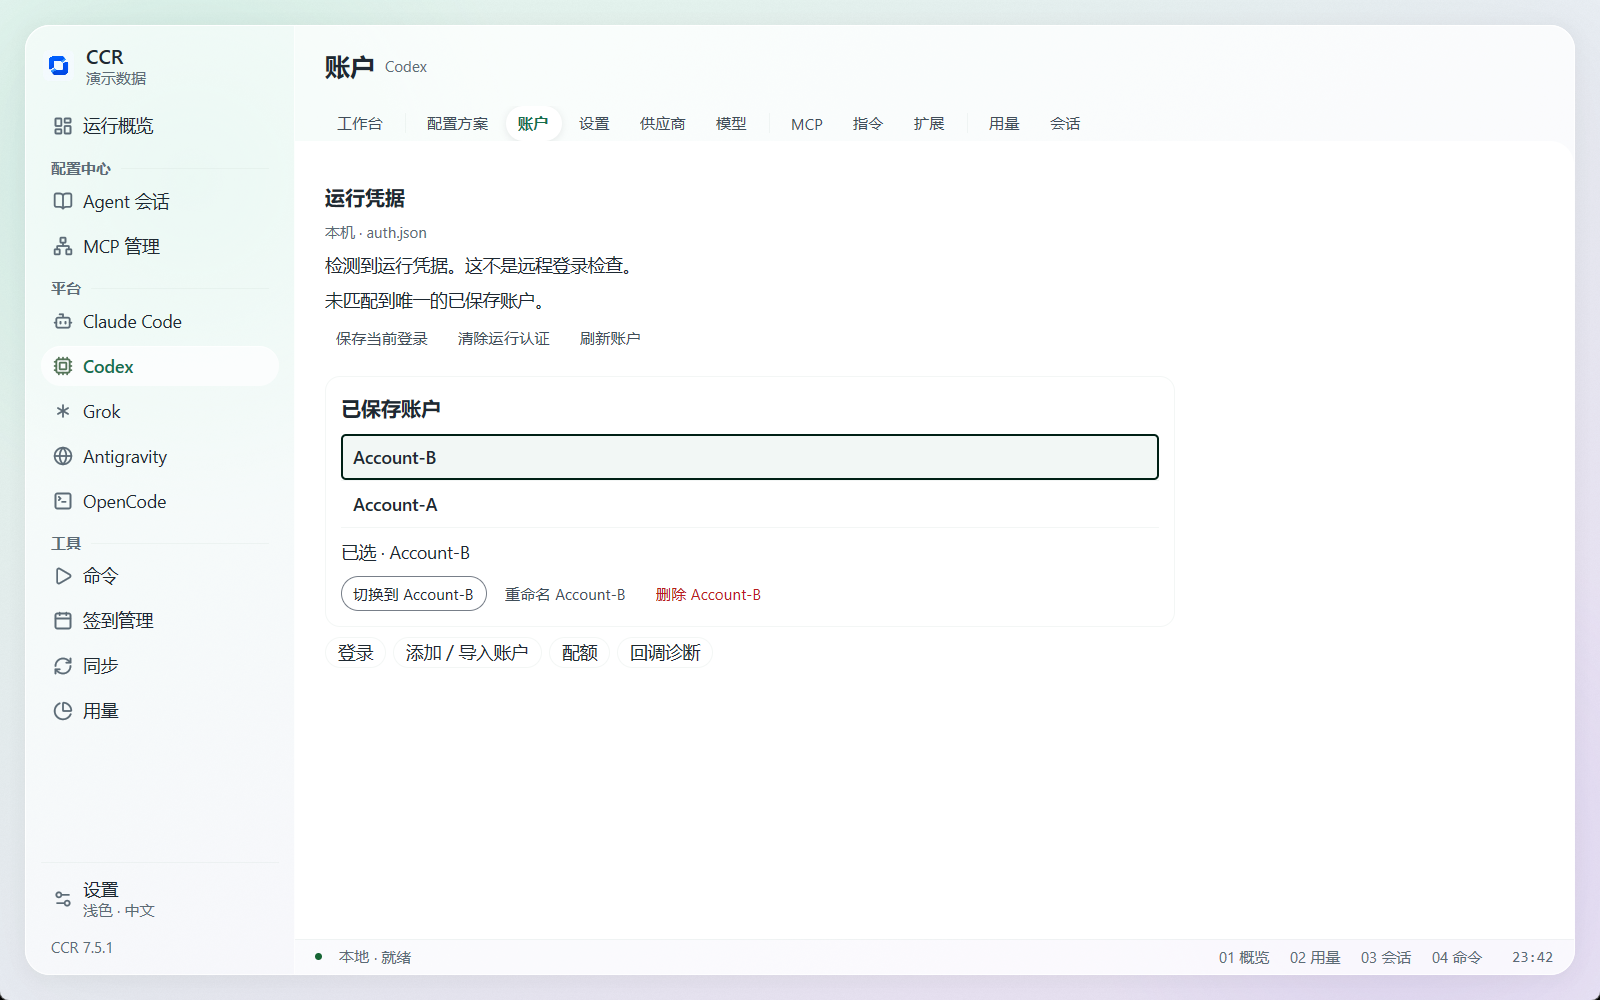 CCR
演示数据
运行概览
配置中心
Agent 会话
MCP 管理
平台
Claude Code
Codex
Grok
Antigravity
OpenCode
工具
命令
签到管理
同步
用量
设置
浅色 · 中文
CCR 7.5.1
账户 Codex
工作台 配置方案 账户 设置 供应商 模型 MCP 指令 扩展 用量 会话
运行凭据
本机 · auth.json
检测到运行凭据。这不是远程登录检查。
未匹配到唯一的已保存账户。
保存当前登录 清除运行认证 刷新账户
已保存账户
Account-B
Account-A
已选 · Account-B
切换到 Account-B 重命名 Account-B 删除 Account-B
登录 添加 / 导入账户 配额 回调诊断
本地 · 就绪 01 概览 02 用量 03 会话 04 命令 23:42